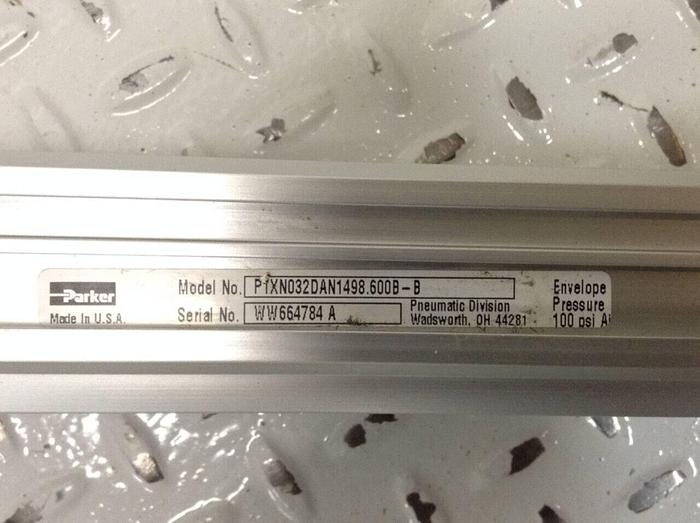 Parker Model No. P1XN032DAN1498.600B-B Envelope
Made In U.S.A. Serial No. WW664784 A Pneumatic Division Pressure
Wadsworth, OH 44281 100 psi